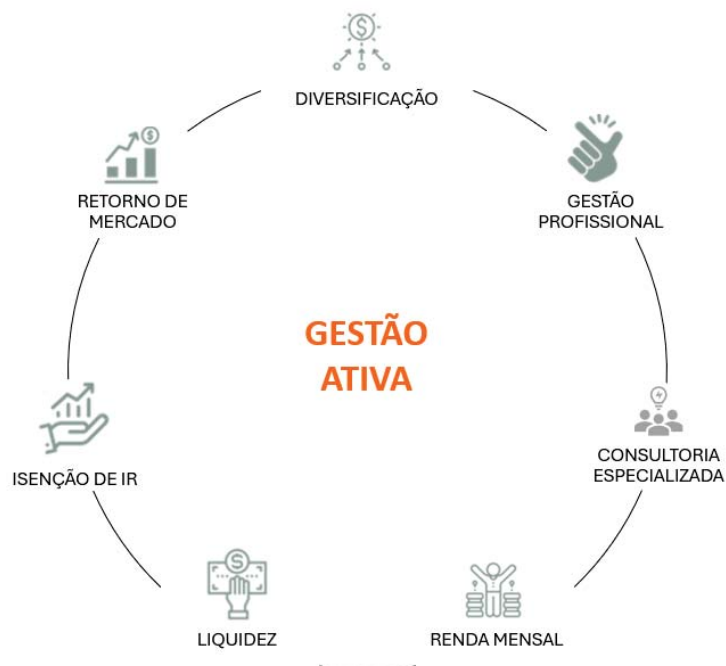 DIVERSIFICAÇÃO
RETORNO DE
MERCADO
GESTÃO
PROFISSIONAL
GESTÃO
ATIVA
ISENÇÃO DE IR
CONSULTORIA
ESPECIALIZADA
LIQUIDEZ
RENDA MENSAL